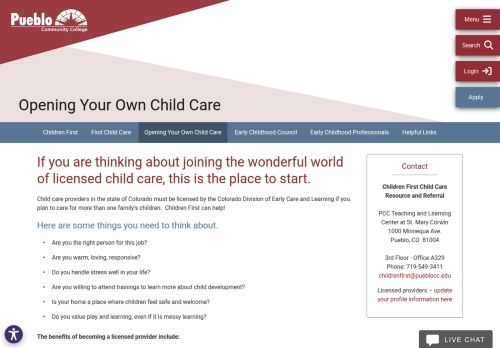 Pueblo
Community College
Menu
Search
Login
Apply
Opening Your Own Child Care
Children First
Find Child Care
Opening Your Own Child Care
Early Childhood Council
Early Childhood Professionals
Helpful Links
If you are thinking about joining the wonderful world
of licensed child care, this is the place to start.
Child care providers in the state of Colorado must be licensed by the Colorado Division of Early Care and Learning if you
plan to care for more than one family's children. Children First can help!
Here are some things you need to think about.
• Are you the right person for this job?
• Are you warm, loving, responsive?
• Do you handle stress well in your life?
• Are you willing to attend trainings to learn more about child development?
• Is your home a place where children feel safe and welcome?
• Do you value play and learning, even if it is messy learning?
The benefits of becoming a licensed provider include:
Contact
Children First Child Care
Resource and Referral
PCC Teaching and Learning
Center at St. Mary Corwin
1000 Minnequa Ave.
Pueblo, CO 81004
3rd Floor - Office A329
Phone: 719-549-3411
childrenfirst@pueblocc.edu
Licensed providers – update
your profile information here
LIVE CHAT